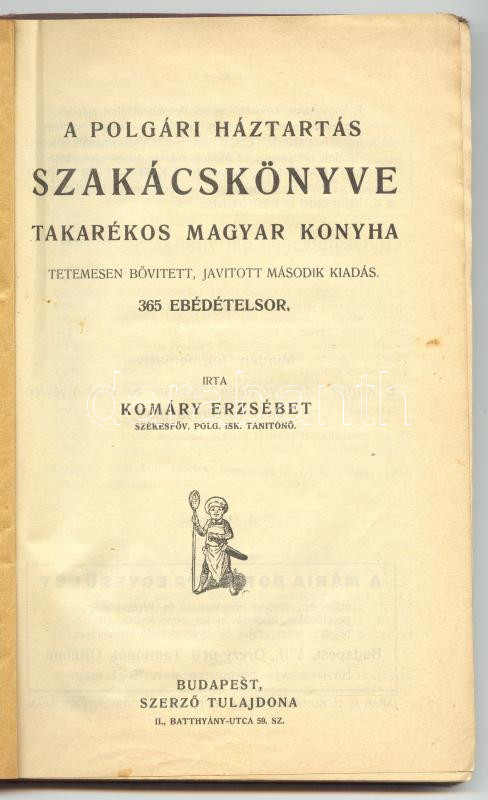 A POLGÁRI HÁZTARTÁS
SZAKÁCSKÖNYVE
TAKARÉKOS MAGYAR KONYHA
TETEMESEN BŐVITETT, JAVITOTT MÁSODIK KIADÁS.
365 EBÉDÉTELSOR.
IRTA
KOMÁRY ERZSÉBET
SZÉKESFŐV. POLG. ISK. TANITÓNŐ.
BUDAPEST,
SZERZŐ TULAJDONA
II., BATTHYÁNY-UTCA 59. SZ.